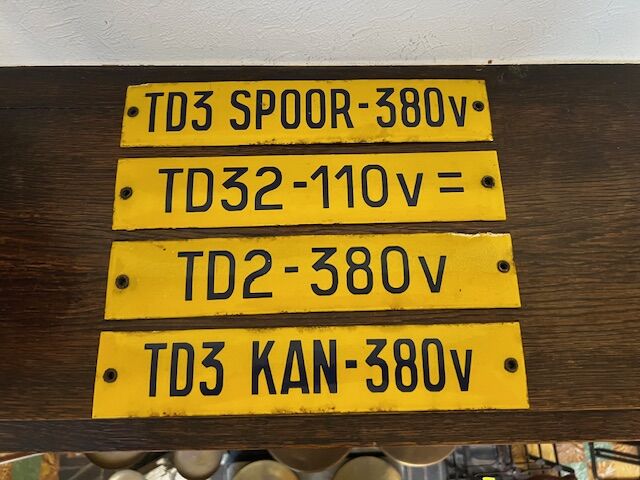 TD3 SPOOR-380v
TD32-110v=
TD2-380v
TD3 KAN-380v